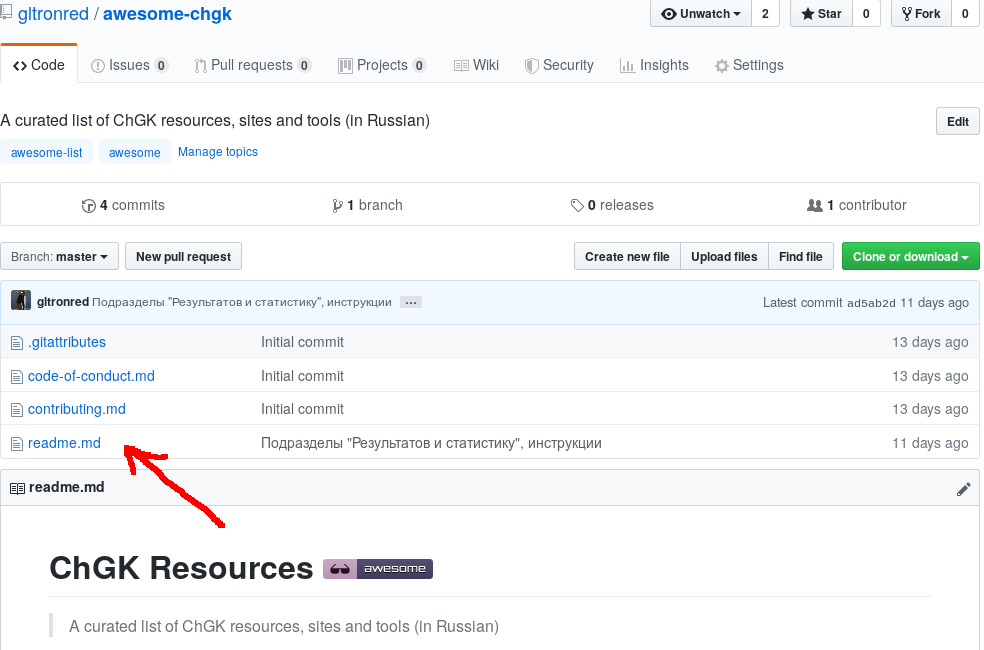 gltronred / awesome-chgk
Unwatch 2 Star 0 Fork 0
Code Issues 0 Pull requests 0 Projects 0 Wiki Security Insights Settings
A curated list of ChGK resources, sites and tools (in Russian) Edit
awesome-list awesome Manage topics
4 commits 1 branch 0 releases 1 contributor
Branch: master New pull request Create new file Upload files Find file Clone or download
gltronred Подразделы "Результатов и статистику", инструкции ... Latest commit ad5ab2d 11 days ago
.gitattributes Initial commit 13 days ago
code-of-conduct.md Initial commit 13 days ago
contributing.md Initial commit 13 days ago
readme.md Подразделы "Результатов и статистику", инструкции 11 days ago
readme.md
ChGK Resources awesome
A curated list of ChGK resources, sites and tools (in Russian)